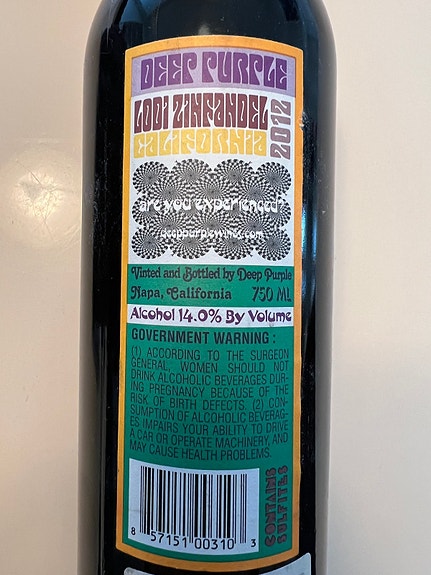 DEEP PURPLE
LODI ZINFANDEL
CALIFORNIA
2012
are you experienced?
deeppurplewine.com
Vinted and Bottled by Deep Purple
Napa, California 750 ML
Alcohol 14.0% By Volume
GOVERNMENT WARNING :
(1) ACCORDING TO THE SURGEON
GENERAL, WOMEN SHOULD NOT
DRINK ALCOHOLIC BEVERAGES DUR-
ING PREGNANCY BECAUSE OF THE
RISK OF BIRTH DEFECTS. (2) CON-
SUMPTION OF ALCOHOLIC BEVERAG-
ES IMPAIRS YOUR ABILITY TO DRIVE
A CAR OR OPERATE MACHINERY, AND
MAY CAUSE HEALTH PROBLEMS.
CONTAINS
SULFITES
8 57151 00310 3